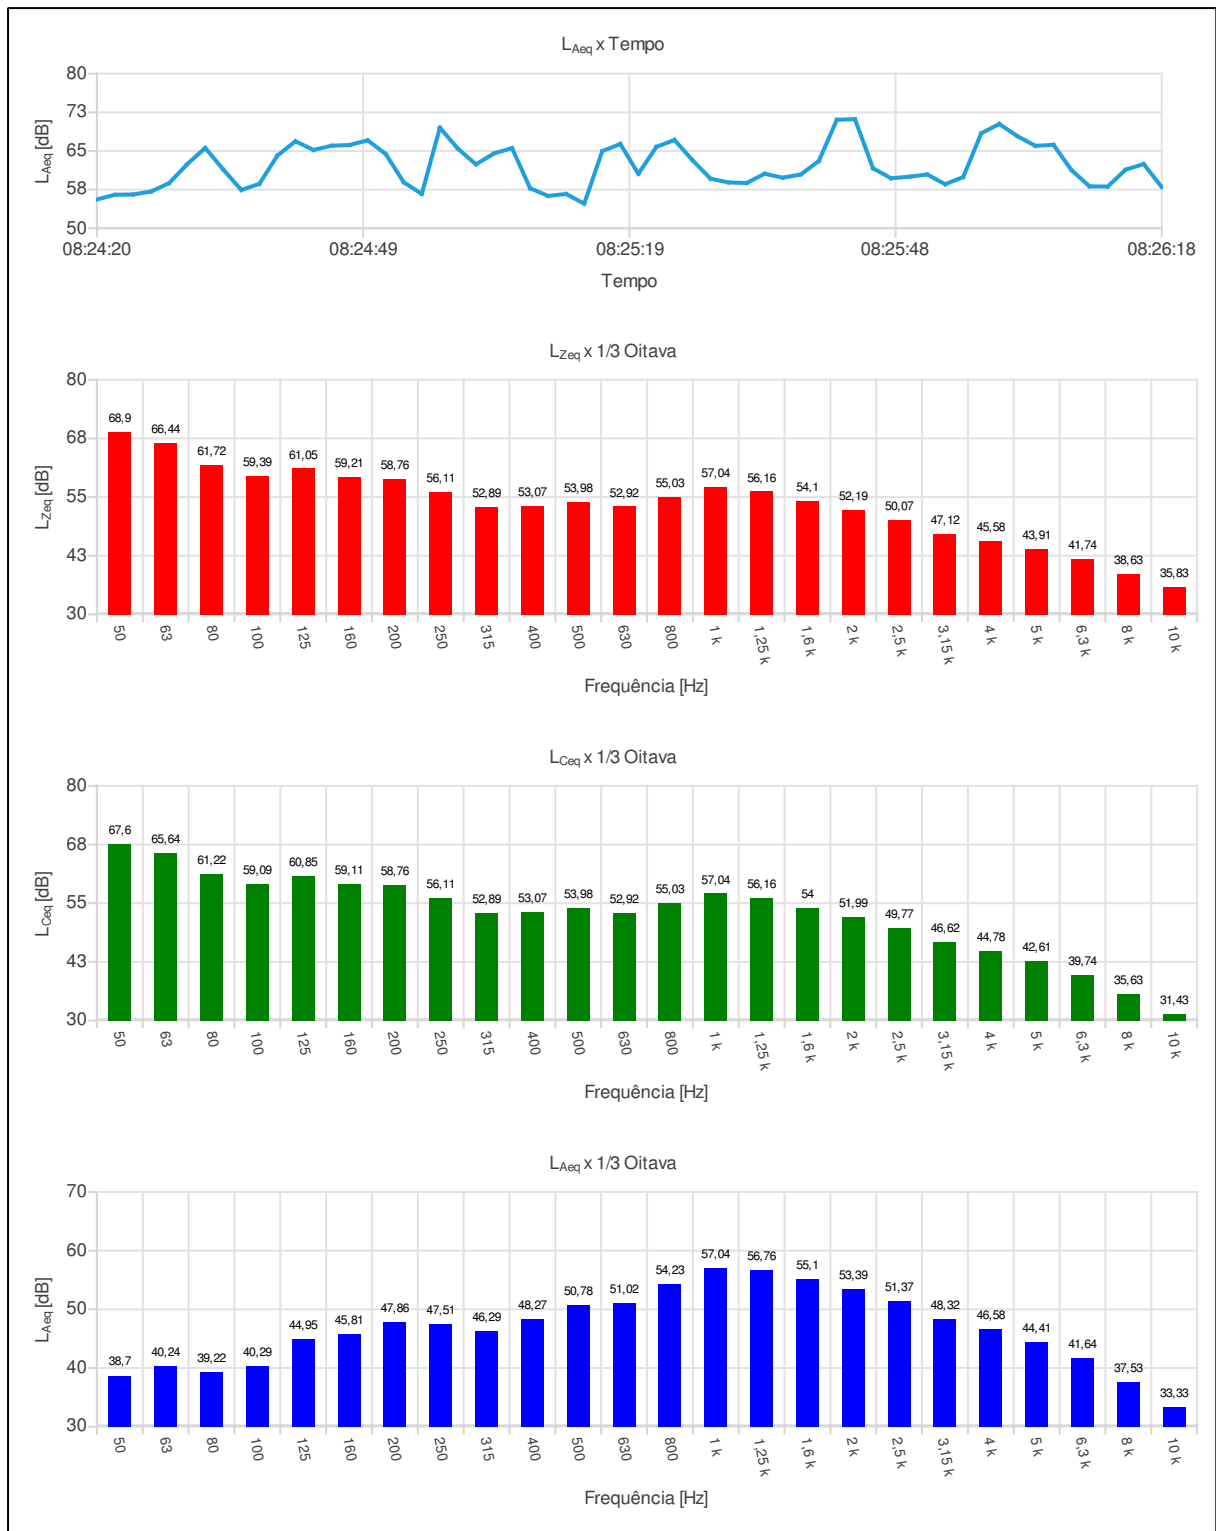 LAeq x Tempo
80
73
65
58
50
LAeq [dB]
08:24:20 08:24:49 08:25:19 08:25:48 08:26:18
Tempo
LZeq x 1/3 Oitava
80
68
55
43
30
LZeq [dB]
68,9 66,44 61,72 59,39 61,05 59,21 58,76 56,11 52,89 53,07 53,98 52,92 55,03 57,04 56,16 54,1 52,19 50,07 47,12 45,58 43,91 41,74 38,63 35,83
50 63 80 100 125 160 200 250 315 400 500 630 800 1 k 1,25 k 1,6 k 2 k 2,5 k 3,15 k 4 k 5 k 6,3 k 8 k 10 k
Frequência [Hz]
LCeq x 1/3 Oitava
80
68
55
43
30
LCeq [dB]
67,6 65,64 61,22 59,09 60,85 59,11 58,76 56,11 52,89 53,07 53,98 52,92 55,03 57,04 56,16 54 51,99 49,77 46,62 44,78 42,61 39,74 35,63 31,43
50 63 80 100 125 160 200 250 315 400 500 630 800 1 k 1,25 k 1,6 k 2 k 2,5 k 3,15 k 4 k 5 k 6,3 k 8 k 10 k
Frequência [Hz]
LAeq x 1/3 Oitava
70
60
50
40
30
LAeq [dB]
38,7 40,24 39,22 40,29 44,95 45,81 47,86 47,51 46,29 48,27 50,78 51,02 54,23 57,04 56,76 55,1 53,39 51,37 48,32 46,58 44,41 41,64 37,53 33,33
50 63 80 100 125 160 200 250 315 400 500 630 800 1 k 1,25 k 1,6 k 2 k 2,5 k 3,15 k 4 k 5 k 6,3 k 8 k 10 k
Frequência [Hz]